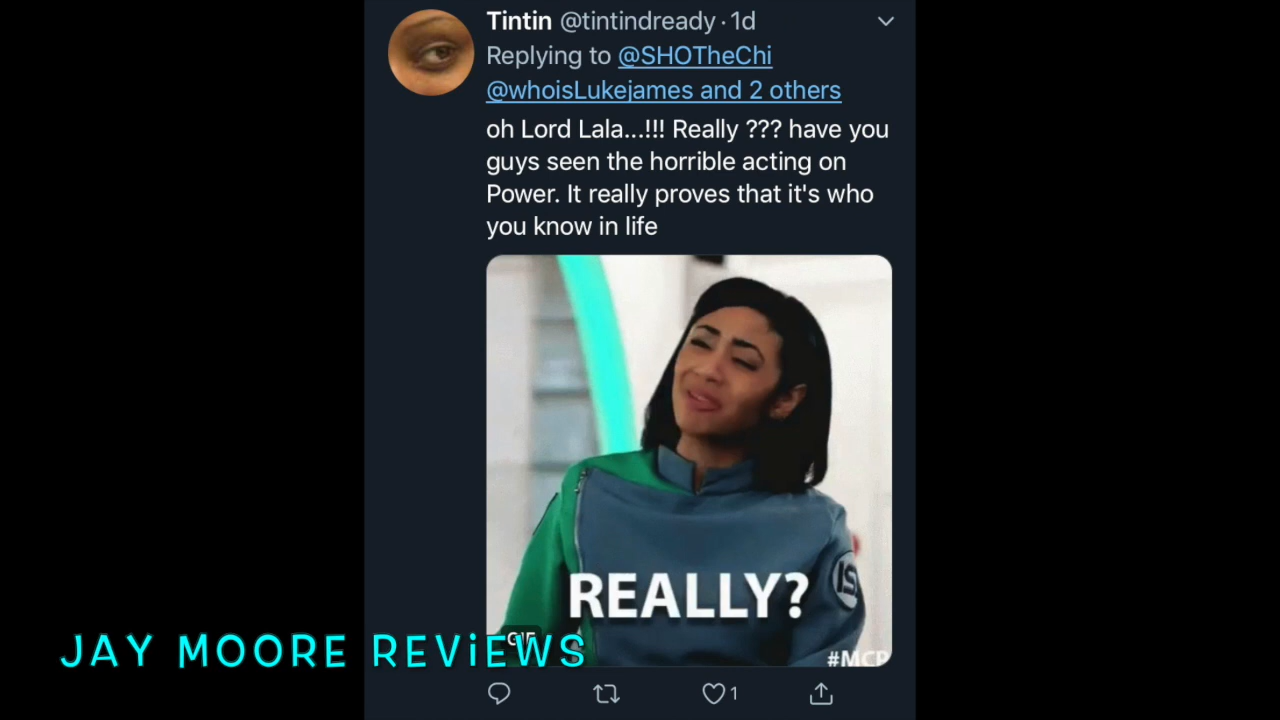 Tintin @tintindready · 1d
Replying to @SHOTheChi
@whoisLukejames and 2 others
oh Lord Lala...!!! Really ??? have you
guys seen the horrible acting on
Power. It really proves that it's who
you know in life
IS
REALLY?
GIF
JAY MOORE REViEWS
#MCP
1